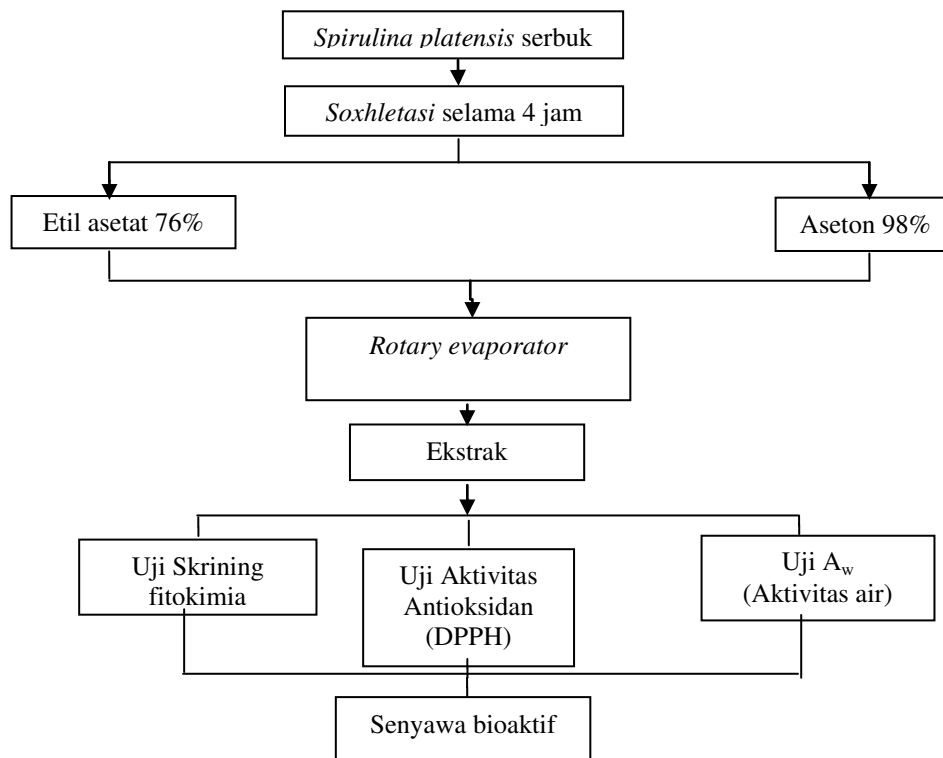 Spirulina platensis serbuk
Soxhletasi selama 4 jam
Etil asetat 76%
Aseton 98%
Rotary evaporator
Ekstrak
Uji Skrining
fitokimia
Uji Aktivitas
Antioksidan
(DPPH)
Uji Aw
(Aktivitas air)
Senyawa bioaktif